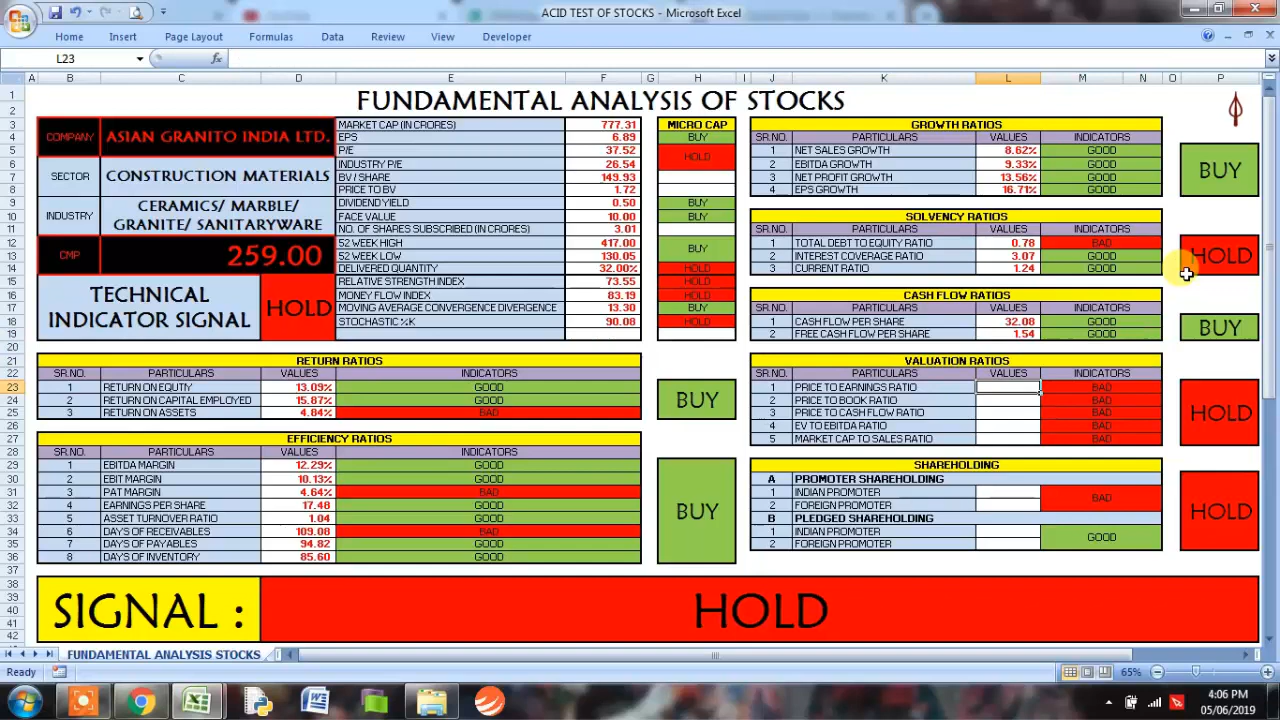 ACID TEST OF STOCKS - Microsoft Excel
Home Insert Page Layout Formulas Data Review View Developer
L23 fx
A B C D E F G H I J K L M N O P
FUNDAMENTAL ANALYSIS OF STOCKS
COMPANY ASIAN GRANITO INDIA LTD.
SECTOR CONSTRUCTION MATERIALS
INDUSTRY CERAMICS/ MARBLE/
GRANITE/ SANITARYWARE
CMP 259.00
TECHNICAL
INDICATOR SIGNAL HOLD
MARKET CAP (IN CRORES) 777.31 MICRO CAP
EPS 6.89 BUY
P/E 37.52 HOLD
INDUSTRY P/E 26.54
BV / SHARE 149.93
PRICE TO BV 1.72
DIVIDEND YIELD 0.50 BUY
FACE VALUE 10.00 BUY
NO. OF SHARES SUBSCRIBED (IN CRORES) 3.01
52 WEEK HIGH 417.00 BUY
52 WEEK LOW 130.05
DELIVERED QUANTITY 32.00% HOLD
RELATIVE STRENGTH INDEX 73.55 HOLD
MONEY FLOW INDEX 83.19 HOLD
MOVING AVERAGE CONVERGENCE DIVERGENCE 13.30 BUY
STOCHASTIC %K 90.08 HOLD
RETURN RATIOS
SR.NO. PARTICULARS VALUES INDICATORS
1 RETURN ON EQUTIY 13.09% GOOD
2 RETURN ON CAPITAL EMPLOYED 15.87% GOOD
3 RETURN ON ASSETS 4.84% BAD
BUY
EFFICIENCY RATIOS
SR.NO. PARTICULARS VALUES INDICATORS
1 EBITDA MARGIN 12.29% GOOD
2 EBIT MARGIN 10.13% GOOD
3 PAT MARGIN 4.64% BAD
4 EARNINGS PER SHARE 17.48 GOOD
5 ASSET TURNOVER RATIO 1.04 GOOD
6 DAYS OF RECEIVABLES 109.08 BAD
7 DAYS OF PAYABLES 94.82 GOOD
8 DAYS OF INVENTORY 85.60 GOOD
BUY
GROWTH RATIOS
SR.NO. PARTICULARS VALUES INDICATORS
1 NET SALES GROWTH 8.62% GOOD
2 EBITDA GROWTH 9.33% GOOD
3 NET PROFIT GROWTH 13.56% GOOD
4 EPS GROWTH 16.71% GOOD
BUY
SOLVENCY RATIOS
SR.NO. PARTICULARS VALUES INDICATORS
1 TOTAL DEBT TO EQUITY RATIO 0.78 BAD
2 INTEREST COVERAGE RATIO 3.07 GOOD
3 CURRENT RATIO 1.24 GOOD
HOLD
CASH FLOW RATIOS
SR.NO. PARTICULARS VALUES INDICATORS
1 CASH FLOW PER SHARE 32.08 GOOD
2 FREE CASH FLOW PER SHARE 1.54 GOOD
BUY
VALUATION RATIOS
SR.NO. PARTICULARS VALUES INDICATORS
1 PRICE TO EARNINGS RATIO BAD
2 PRICE TO BOOK RATIO BAD
3 PRICE TO CASH FLOW RATIO BAD
4 EV TO EBITDA RATIO BAD
5 MARKET CAP TO SALES RATIO BAD
HOLD
SHAREHOLDING
A PROMOTER SHAREHOLDING
1 INDIAN PROMOTER BAD
2 FOREIGN PROMOTER
B PLEDGED SHAREHOLDING
1 INDIAN PROMOTER GOOD
2 FOREIGN PROMOTER
HOLD
SIGNAL : HOLD
FUNDAMENTAL ANALYSIS STOCKS
Ready 65%
4:06 PM
05/06/2019